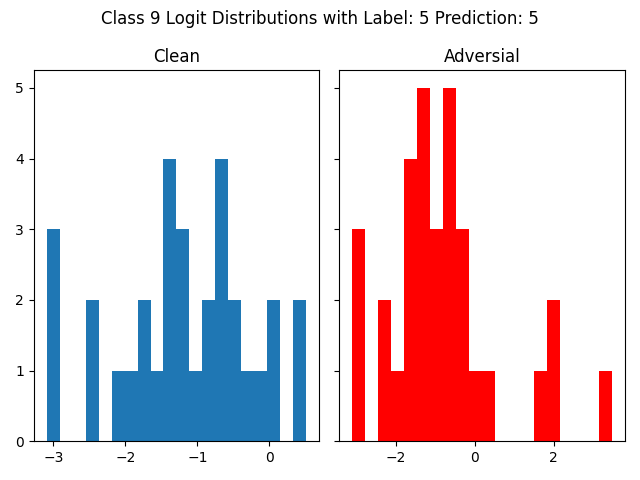 Class 9 Logit Distributions with Label: 5 Prediction: 5
Clean
Adversial
5
4
3
2
1
0
−3 −2 −1 0
−2 0 2